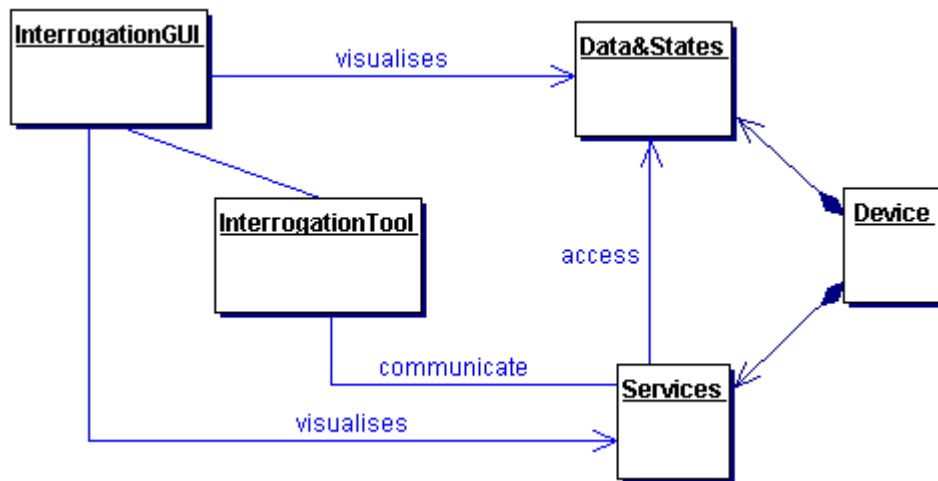 InterrogationGUI
Data&States
visualises
InterrogationTool
Device
access
communicate
Services
visualises